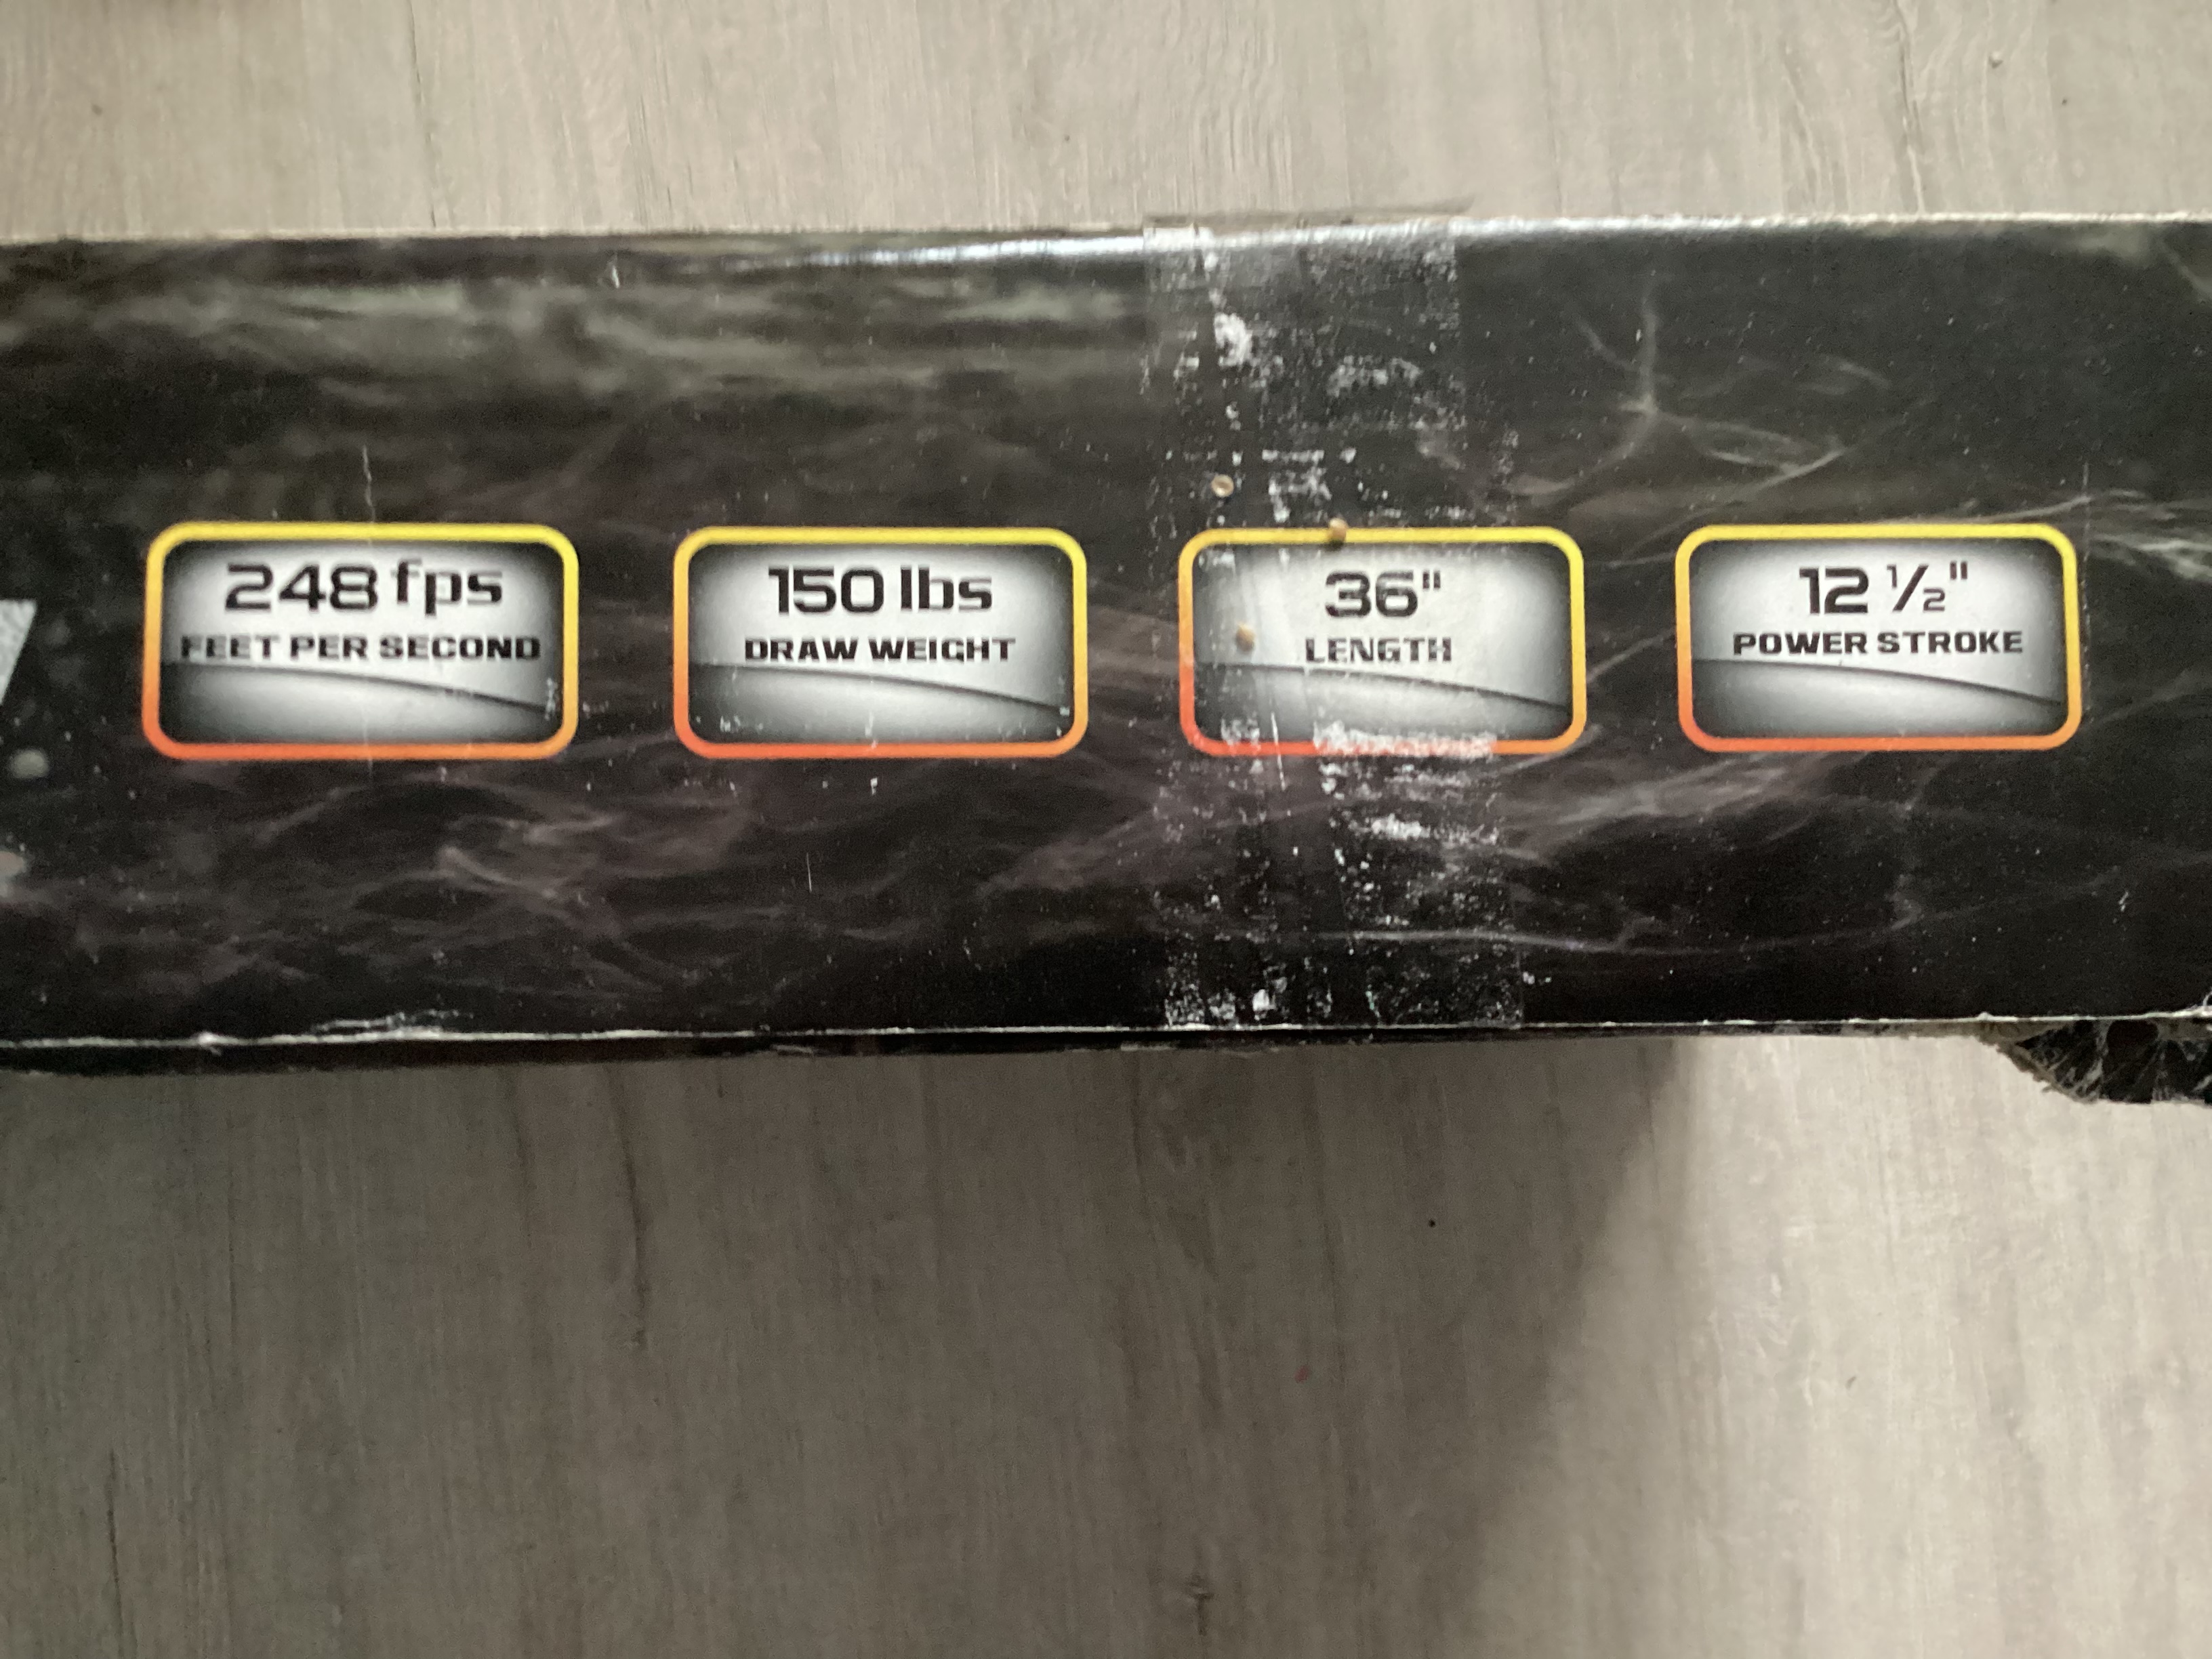 248 fps
FEET PER SECOND
150 lbs
DRAW WEIGHT
36"
LENGTH
12 ½"
POWER STROKE